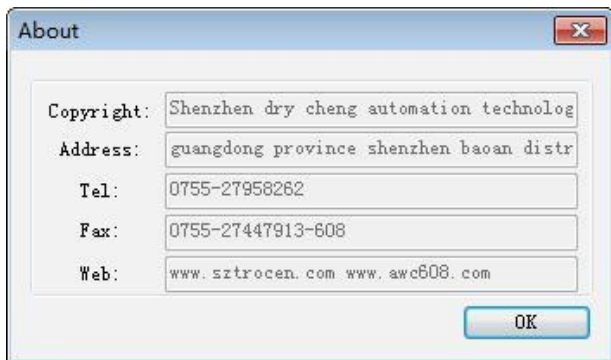 About
Copyright: Shenzhen dry cheng automation technolog
Address: guangdong province shenzhen baoan distr
Tel: 0755-27958262
Fax: 0755-27447913-608
Web: www.sztrocen.com www.awc608.com
OK